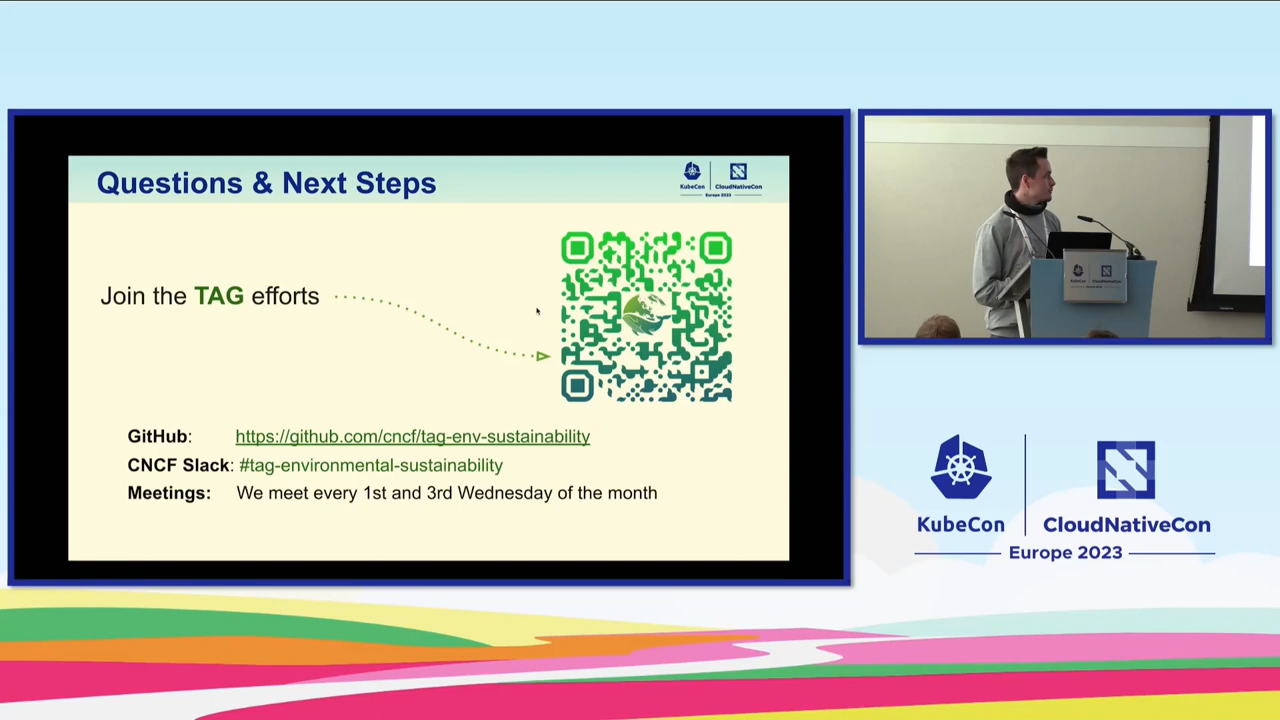 Questions & Next Steps
KubeCon
CloudNativeCon
Europe 2023
Join the TAG efforts
GitHub: https://github.com/cncf/tag-env-sustainability
CNCF Slack: #tag-environmental-sustainability
Meetings: We meet every 1st and 3rd Wednesday of the month
KubeCon
CloudNativeCon
Europe 2023